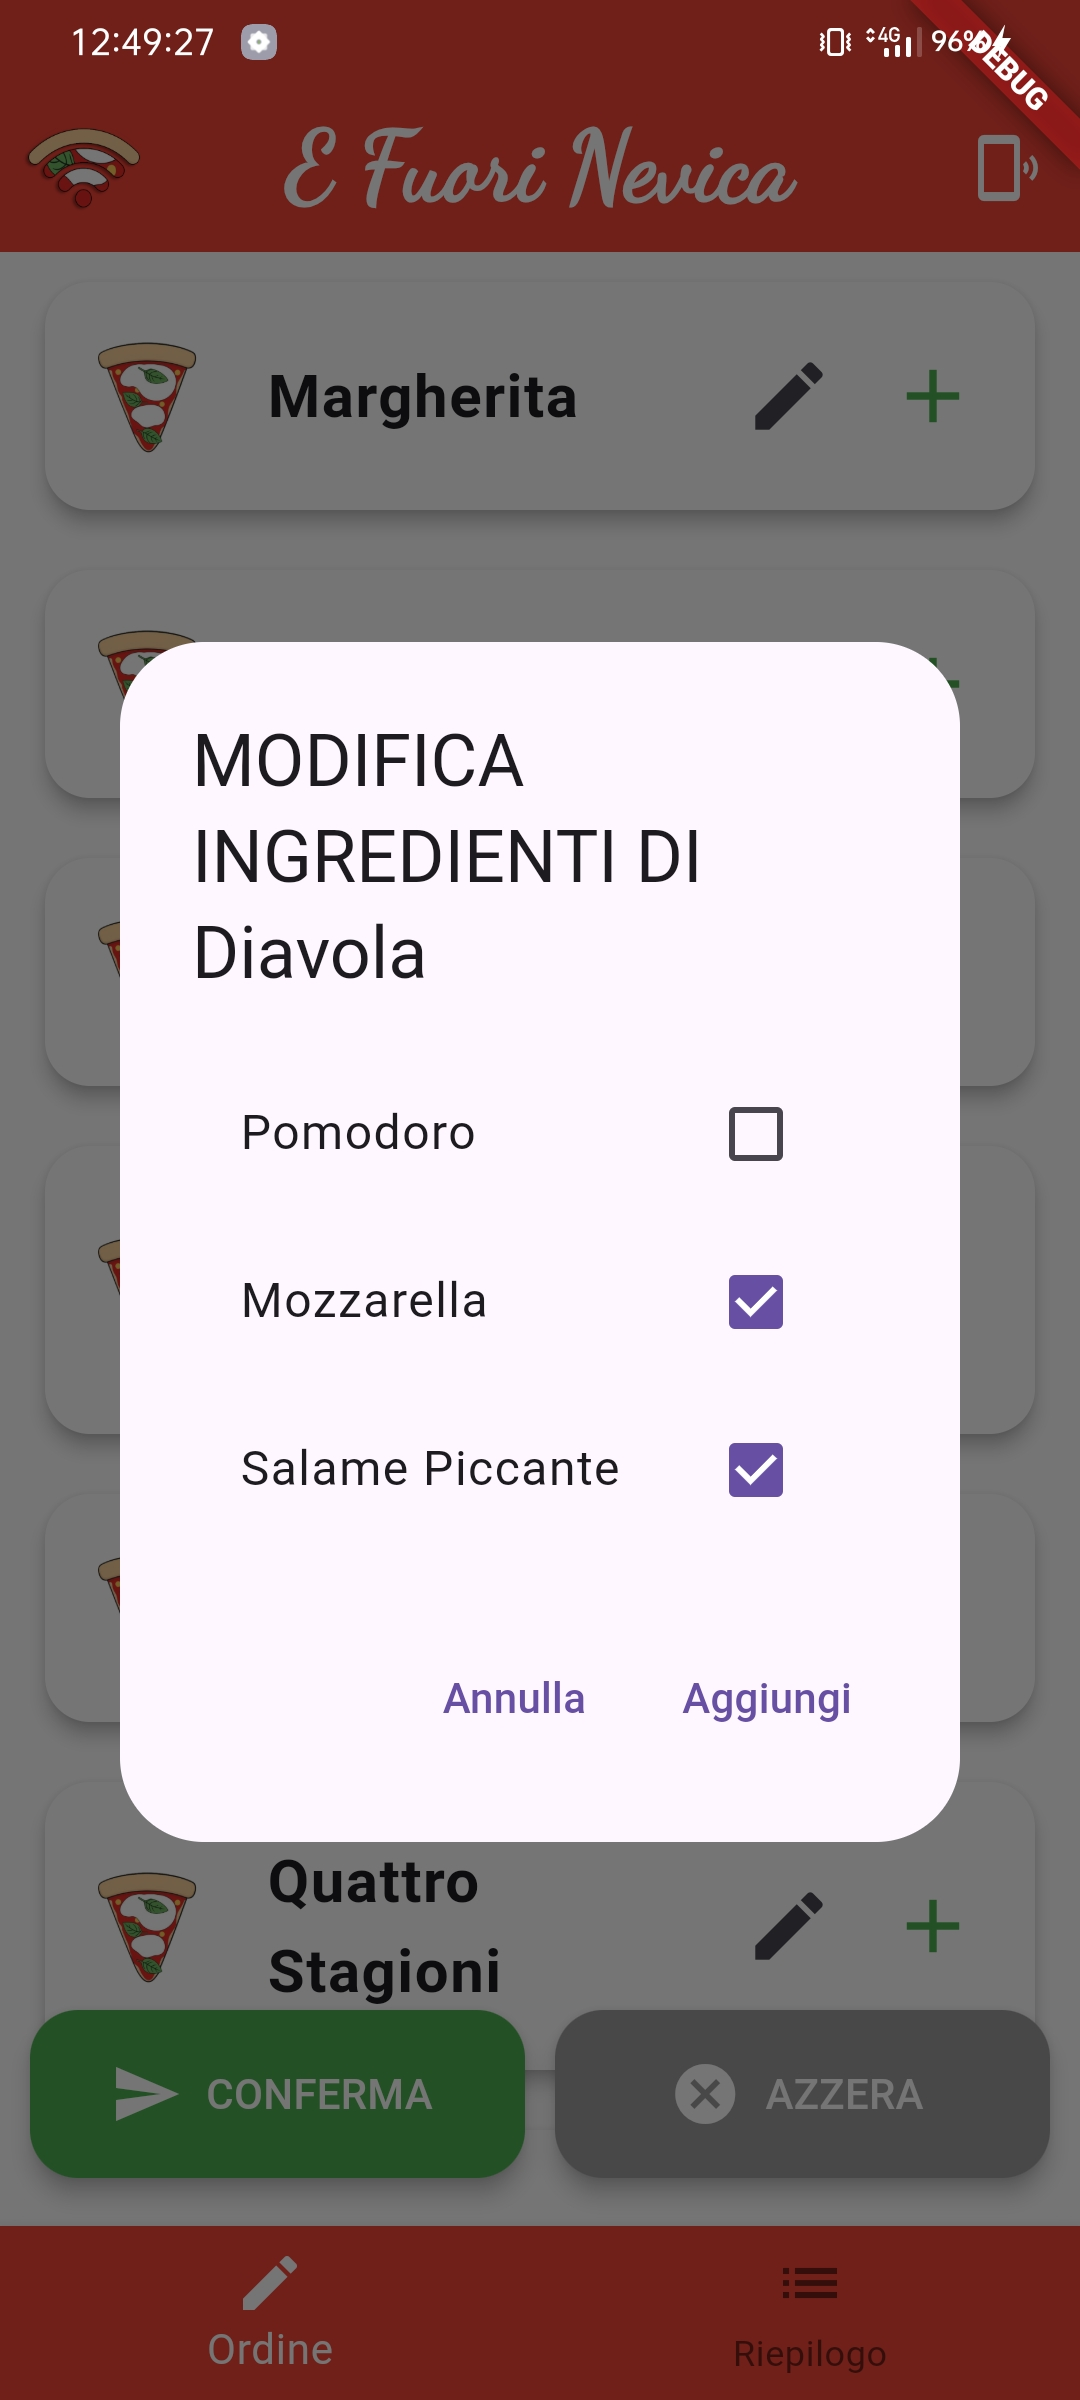 12:49:27
4G 96%
DEBUG
E Fuori Nevica
Margherita
MODIFICA
INGREDIENTI DI
Diavola
Pomodoro
Mozzarella
Salame Piccante
Annulla Aggiungi
Quattro
Stagioni
CONFERMA AZZERA
Ordine Riepilogo